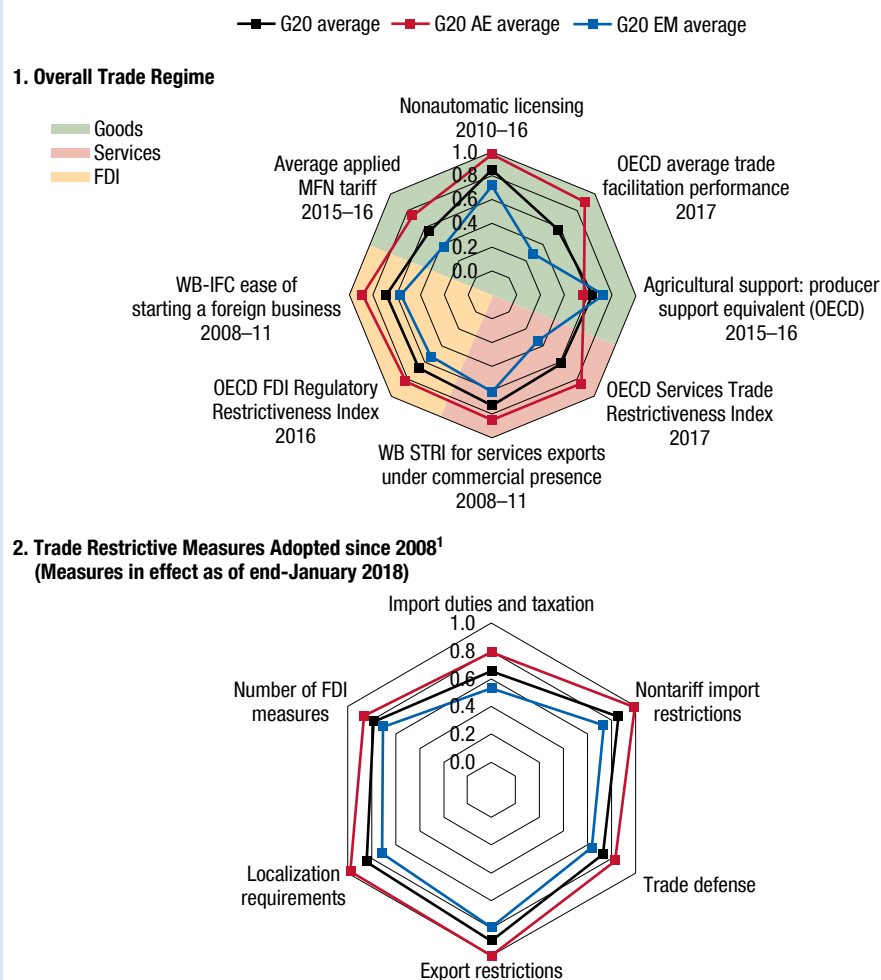 G20 average G20 AE average G20 EM average
1. Overall Trade Regime
Goods
Services
FDI
Nonautomatic licensing
2010–16
OECD average trade
facilitation performance
2017
Agricultural support: producer
support equivalent (OECD)
2015–16
OECD Services Trade
Restrictiveness Index
2017
WB STRI for services exports
under commercial presence
2008–11
OECD FDI Regulatory
Restrictiveness Index
2016
WB-IFC ease of
starting a foreign business
2008–11
Average applied
MFN tariff
2015–16
1.0
0.8
0.6
0.4
0.2
0.0
2. Trade Restrictive Measures Adopted since 2008¹
(Measures in effect as of end-January 2018)
Import duties and taxation
Nontariff import
restrictions
Trade defense
Export restrictions
Localization
requirements
Number of FDI
measures
1.0
0.8
0.6
0.4
0.2
0.0